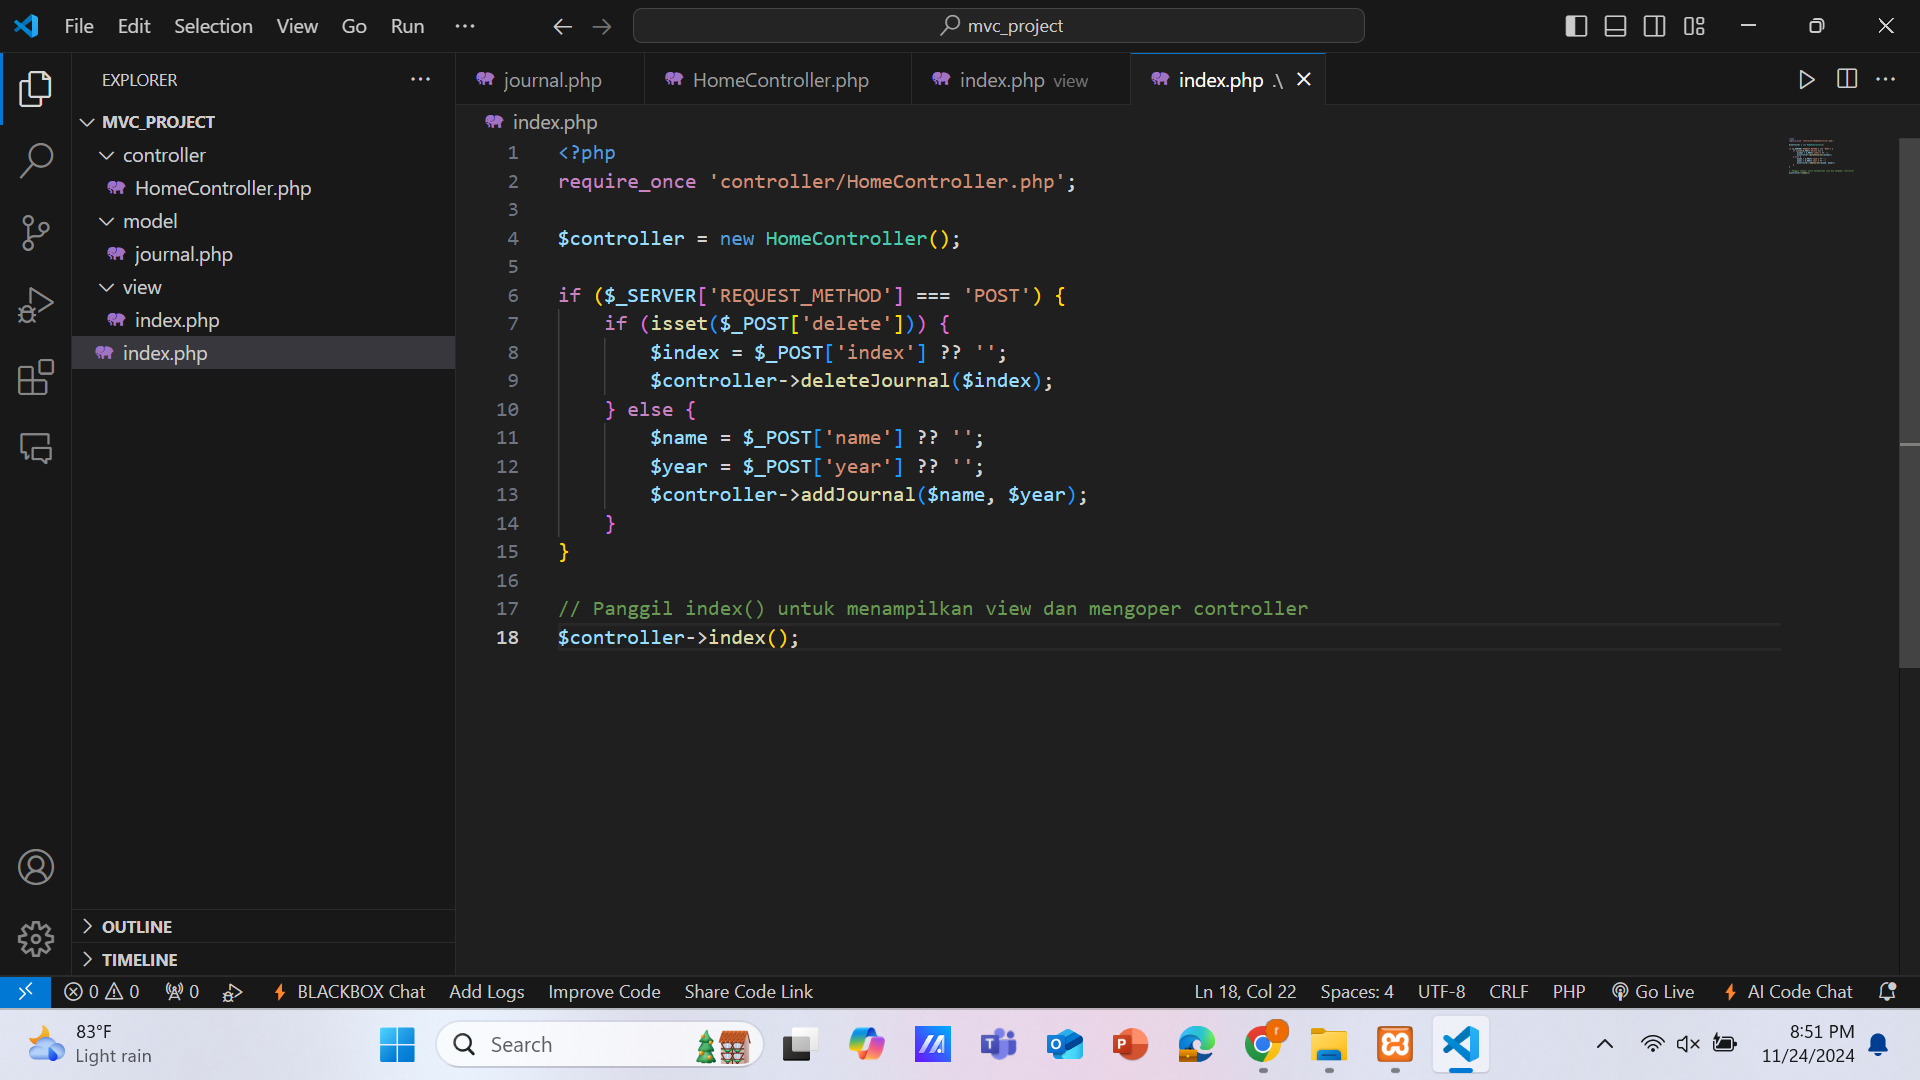 File Edit Selection View Go Run ... mvc_project
EXPLORER ...
MVC_PROJECT
controller
HomeController.php
model
journal.php
view
index.php
index.php
OUTLINE
TIMELINE
journal.php HomeController.php index.php view index.php .\
index.php
1 <?php
2 require_once 'controller/HomeController.php';
3
4 $controller = new HomeController();
5
6 if ($_SERVER['REQUEST_METHOD'] === 'POST') {
7 if (isset($_POST['delete'])) {
8 $index = $_POST['index'] ?? '';
9 $controller->deleteJournal($index);
10 } else {
11 $name = $_POST['name'] ?? '';
12 $year = $_POST['year'] ?? '';
13 $controller->addJournal($name, $year);
14 }
15 }
16
17 // Panggil index() untuk menampilkan view dan mengoper controller
18 $controller->index();
0 0 0 BLACKBOX Chat Add Logs Improve Code Share Code Link Ln 18, Col 22 Spaces: 4 UTF-8 CRLF PHP Go Live AI Code Chat
83°F
Light rain
Search
8:51 PM
11/24/2024